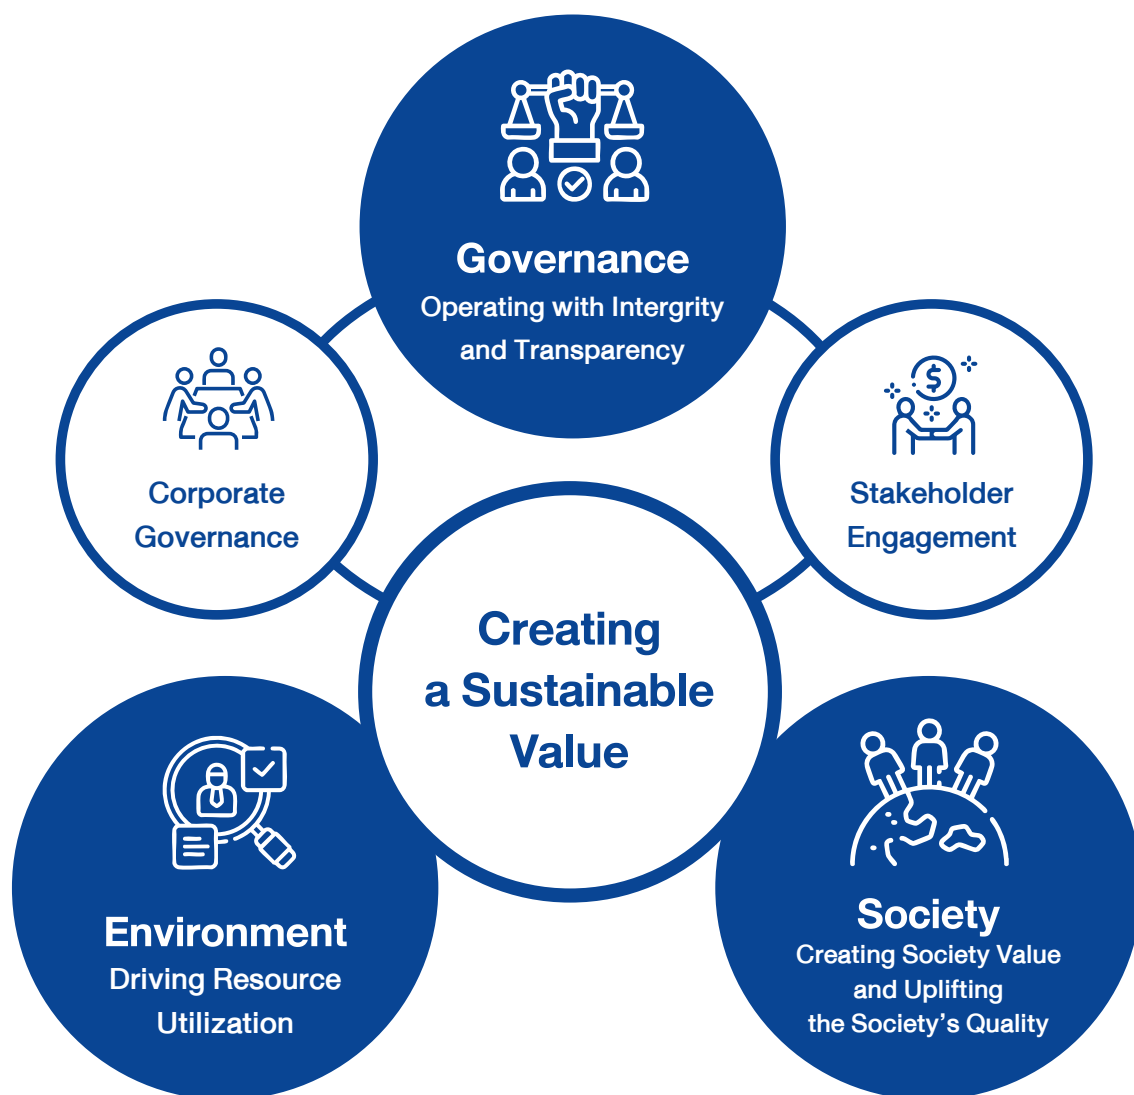 Governance
Operating with Intergrity
and Transparency
Corporate
Governance
Stakeholder
Engagement
Creating
a Sustainable
Value
Environment
Driving Resource
Utilization
Society
Creating Society Value
and Uplifting
the Society's Quality